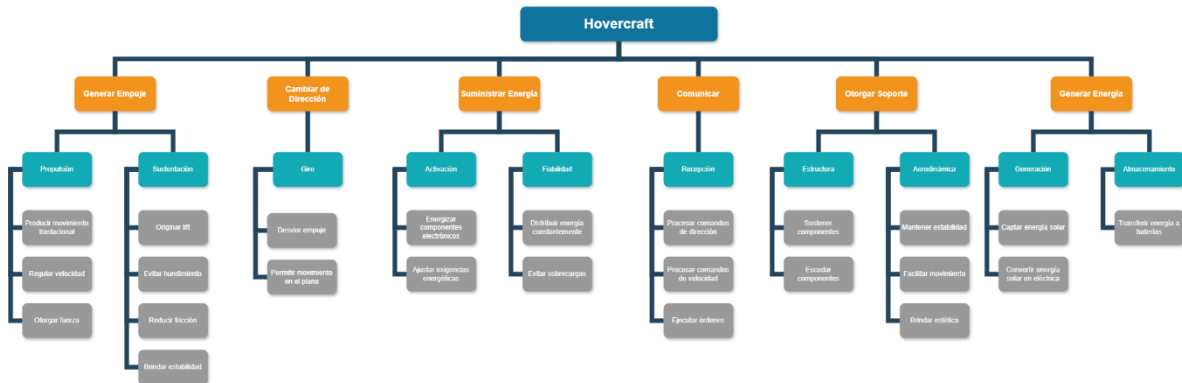 Hovercraft
Generar Empuje
Cambiar de
Dirección
Suministrar Energía
Comunicar
Otorgar Soporte
Generar Energía
Propulsión
Sustentación
Giro
Activación
Fiabilidad
Recepción
Estructura
Aerodinámica
Generación
Almacenamiento
Producir movimiento
traslacional
Regular velocidad
Otorgar fuerza
Originar lift
Evitar hundimiento
Reducir fricción
Brindar estabilidad
Desviar empuje
Permitir movimiento
en el plano
Energizar
componentes
electrónicos
Ajustar exigencias
energéticas
Distribuir energía
constantemente
Evitar sobrecargas
Procesar comandos
de dirección
Procesar comandos
de velocidad
Ejecutar órdenes
Sostener
componentes
Escudar
componentes
Mantener estabilidad
Facilitar movimiento
Brindar estética
Captar energía solar
Convertir energía
solar en eléctrica
Transferir energía a
baterías